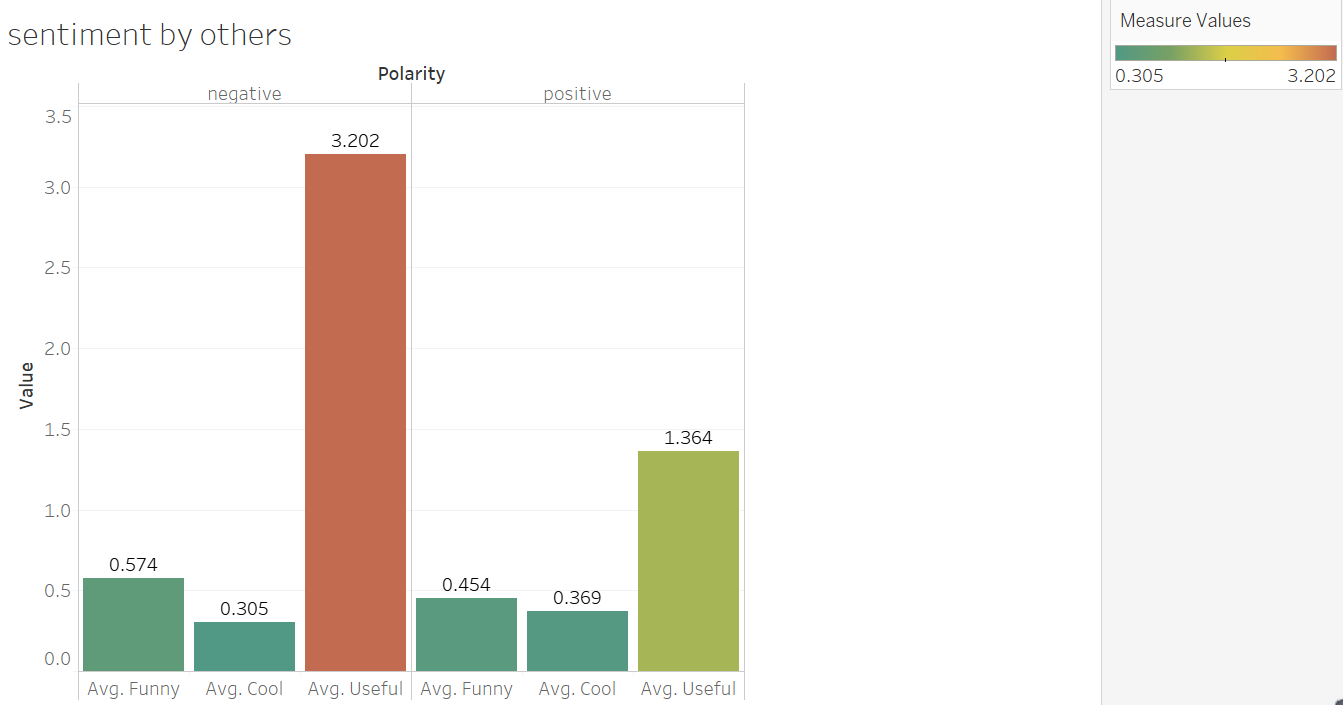 sentiment by others
Polarity
negative positive
3.5
3.0
2.5
2.0
1.5
1.0
0.5
0.0
Value
0.574
0.305
3.202
0.454
0.369
1.364
Avg. Funny Avg. Cool Avg. Useful Avg. Funny Avg. Cool Avg. Useful
Measure Values
0.305 3.202